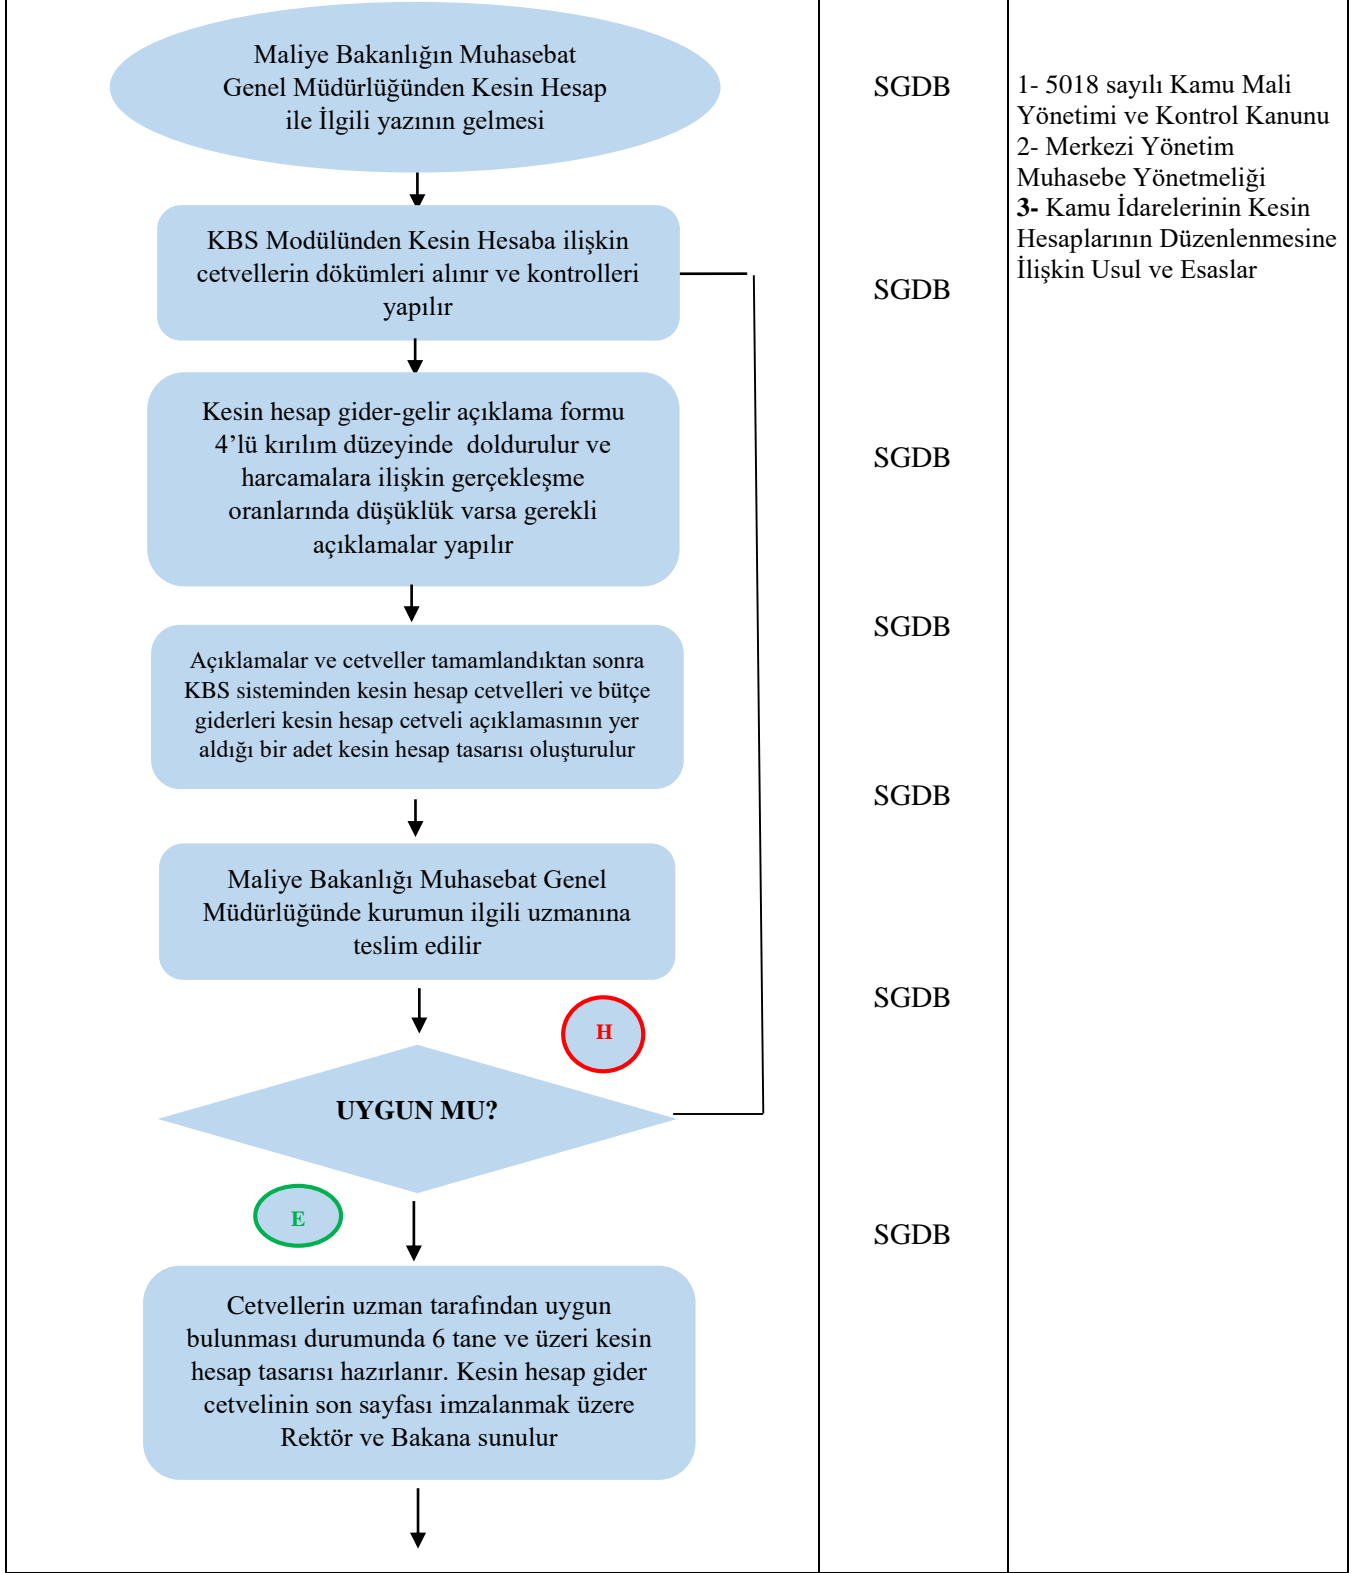 Maliye Bakanlığın Muhasebat
Genel Müdürlüğünden Kesin Hesap
ile İlgili yazının gelmesi
SGDB
1- 5018 sayılı Kamu Mali
Yönetimi ve Kontrol Kanunu
2- Merkezi Yönetim
Muhasebe Yönetmeliği
3- Kamu İdarelerinin Kesin
Hesaplarının Düzenlenmesine
İlişkin Usul ve Esaslar
KBS Modülünden Kesin Hesaba ilişkin
cetvellerin dökümleri alınır ve kontrolleri
yapılır
SGDB
Kesin hesap gider-gelir açıklama formu
4’lü kırılım düzeyinde  doldurulur ve
harcamalara ilişkin gerçekleşme
oranlarında düşüklük varsa gerekli
açıklamalar yapılır
SGDB
Açıklamalar ve cetveller tamamlandıktan sonra
KBS sisteminden kesin hesap cetvelleri ve bütçe
giderleri kesin hesap cetveli açıklamasının yer
aldığı bir adet kesin hesap tasarısı oluşturulur
SGDB
SGDB
Maliye Bakanlığı Muhasebat Genel
Müdürlüğünde kurumun ilgili uzmanına
teslim edilir
SGDB
H
UYGUN MU?
E
SGDB
Cetvellerin uzman tarafından uygun
bulunması durumunda 6 tane ve üzeri kesin
hesap tasarısı hazırlanır. Kesin hesap gider
cetvelinin son sayfası imzalanmak üzere
Rektör ve Bakana sunulur